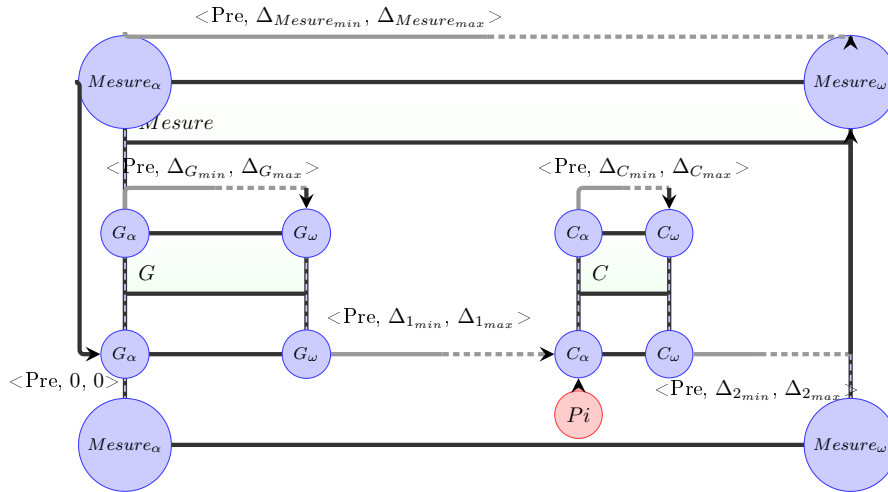 <Pre, Δ_{Mesure_{min}}, Δ_{Mesure_{max}}>
Mesure_α Mesure_ω
Mesure
<Pre, Δ_{G_{min}}, Δ_{G_{max}}> <Pre, Δ_{C_{min}}, Δ_{C_{max}}>
G_α G_ω C_α C_ω
G C
<Pre, Δ_{1_{min}}, Δ_{1_{max}}>
G_α G_ω C_α C_ω
<Pre, 0, 0> <Pre, Δ_{2_{min}}, Δ_{2_{max}}>
Pi
Mesure_α Mesure_ω